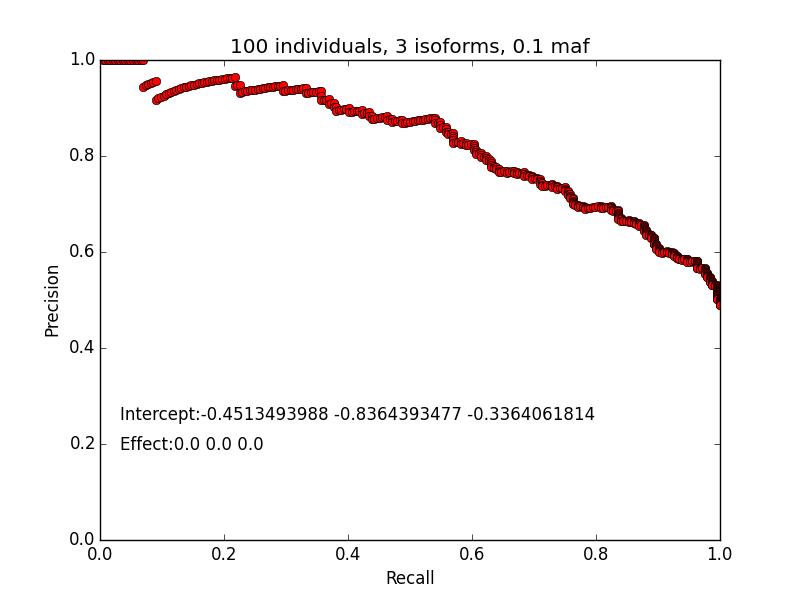 100 individuals, 3 isoforms, 0.1 maf
1.0
0.8
0.6
0.4
0.2
0.0
Precision
Intercept:-0.4513493988 -0.8364393477 -0.3364061814
Effect:0.0 0.0 0.0
0.0 0.2 0.4 0.6 0.8 1.0
Recall